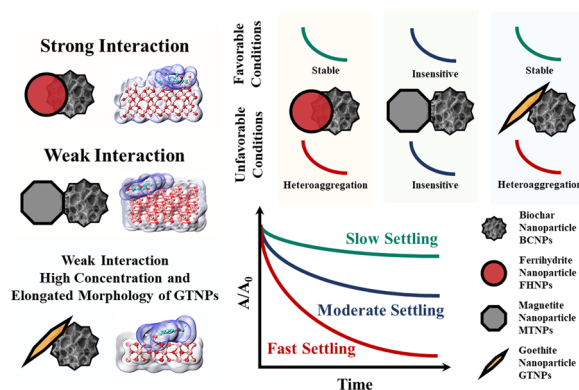 Strong Interaction
Weak Interaction
Weak Interaction
High Concentration and
Elongated Morphology of GTNPs
Favorable
Conditions
Unfavorable
Conditions
Stable
Insensitive
Stable
Heteroaggregation
Insensitive
Heteroaggregation
A/A0
Slow Settling
Moderate Settling
Fast Settling
Time
Biochar
Nanoparticle
BCNPs
Ferrihydrite
Nanoparticle
FHNPs
Magnetite
Nanoparticle
MTNPs
Goethite
Nanoparticle
GTNPs